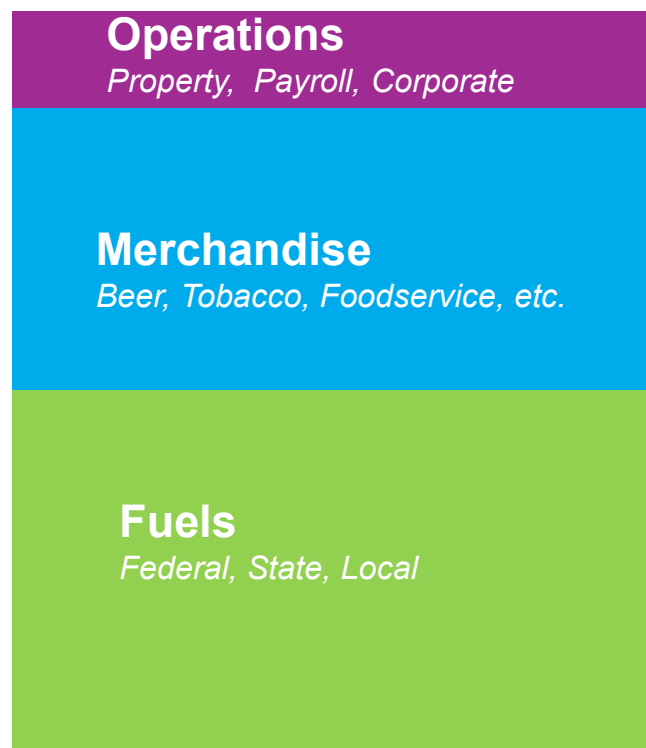 Operations
Property,  Payroll, Corporate
Merchandise
Beer, Tobacco, Foodservice, etc.
Fuels
Federal, State, Local